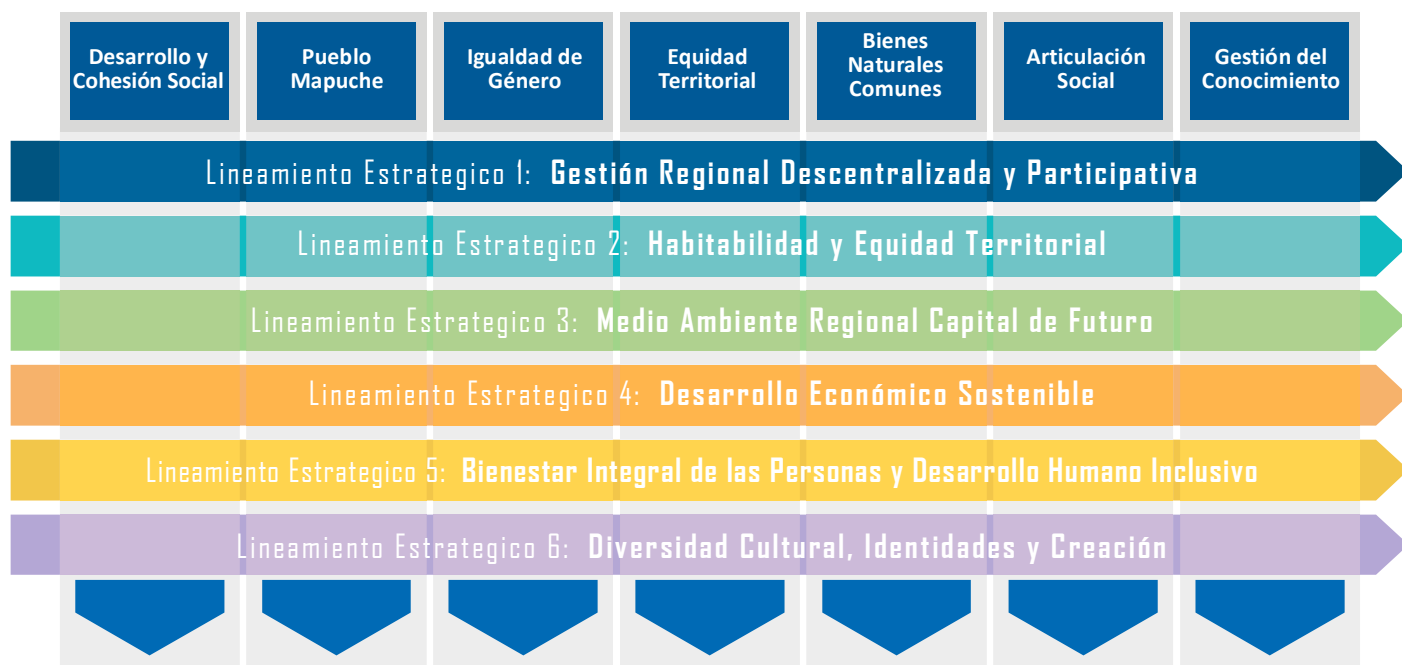 Desarrollo y
Cohesión Social
Pueblo
Mapuche
Igualdad de
Género
Equidad
Territorial
Bienes
Naturales
Comunes
Articulación
Social
Gestión del
Conocimiento
Lineamiento Estrategico 1: Gestión Regional Descentralizada y Participativa
Lineamiento Estrategico 2: Habitabilidad y Equidad Territorial
Lineamiento Estrategico 3: Medio Ambiente Regional Capital de Futuro
Lineamiento Estrategico 4: Desarrollo Económico Sostenible
Lineamiento Estrategico 5: Bienestar Integral de las Personas y Desarrollo Humano Inclusivo
Lineamiento Estrategico 6: Diversidad Cultural, Identidades y Creación